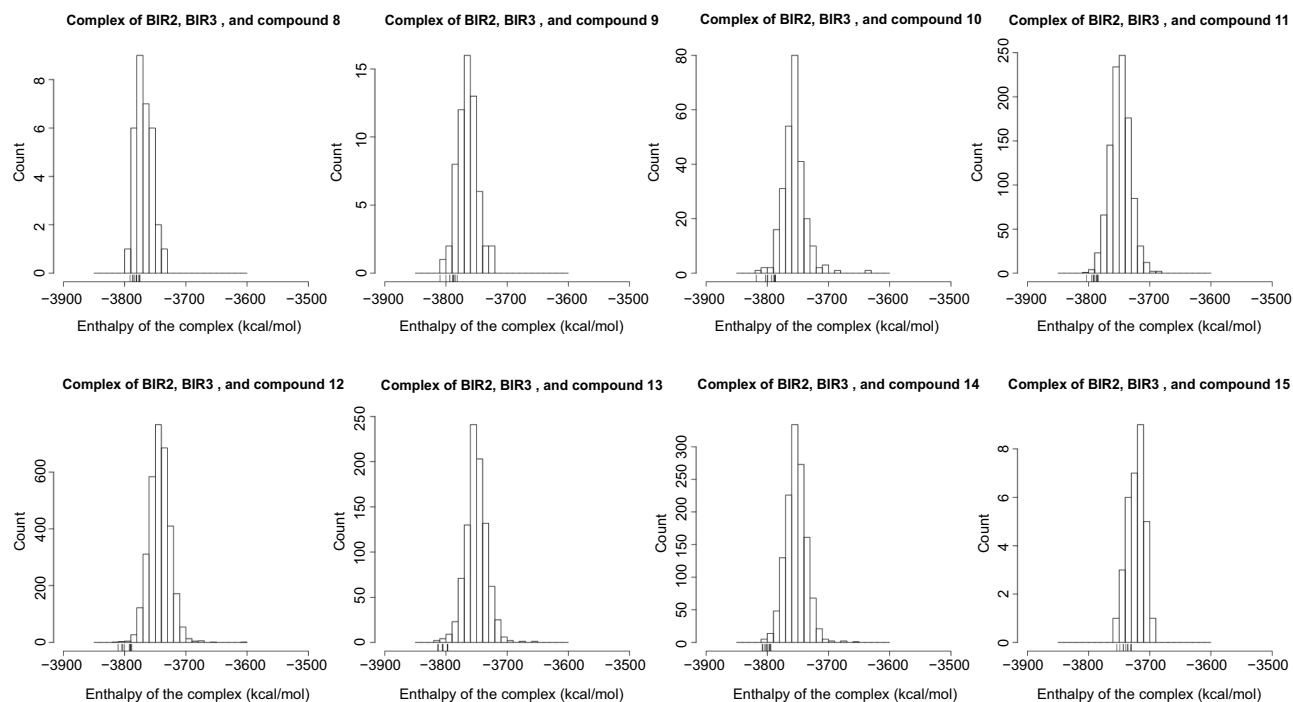 Complex of BIR2, BIR3 , and compound 8
Complex of BIR2, BIR3 , and compound 9
Complex of BIR2, BIR3 , and compound 10
Complex of BIR2, BIR3 , and compound 11
Count
8
6
4
2
0
−3900 −3800 −3700 −3600 −3500
Enthalpy of the complex (kcal/mol)
Count
15
10
5
0
−3900 −3800 −3700 −3600 −3500
Enthalpy of the complex (kcal/mol)
Count
80
60
40
20
0
−3900 −3800 −3700 −3600 −3500
Enthalpy of the complex (kcal/mol)
Count
250
200
150
100
50
0
−3900 −3800 −3700 −3600 −3500
Enthalpy of the complex (kcal/mol)
Complex of BIR2, BIR3 , and compound 12
Complex of BIR2, BIR3 , and compound 13
Complex of BIR2, BIR3 , and compound 14
Complex of BIR2, BIR3 , and compound 15
Count
600
400
200
0
−3900 −3800 −3700 −3600 −3500
Enthalpy of the complex (kcal/mol)
Count
250
200
150
100
50
0
−3900 −3800 −3700 −3600 −3500
Enthalpy of the complex (kcal/mol)
Count
300
250
200
150
100
50
0
−3900 −3800 −3700 −3600 −3500
Enthalpy of the complex (kcal/mol)
Count
8
6
4
2
0
−3900 −3800 −3700 −3600 −3500
Enthalpy of the complex (kcal/mol)